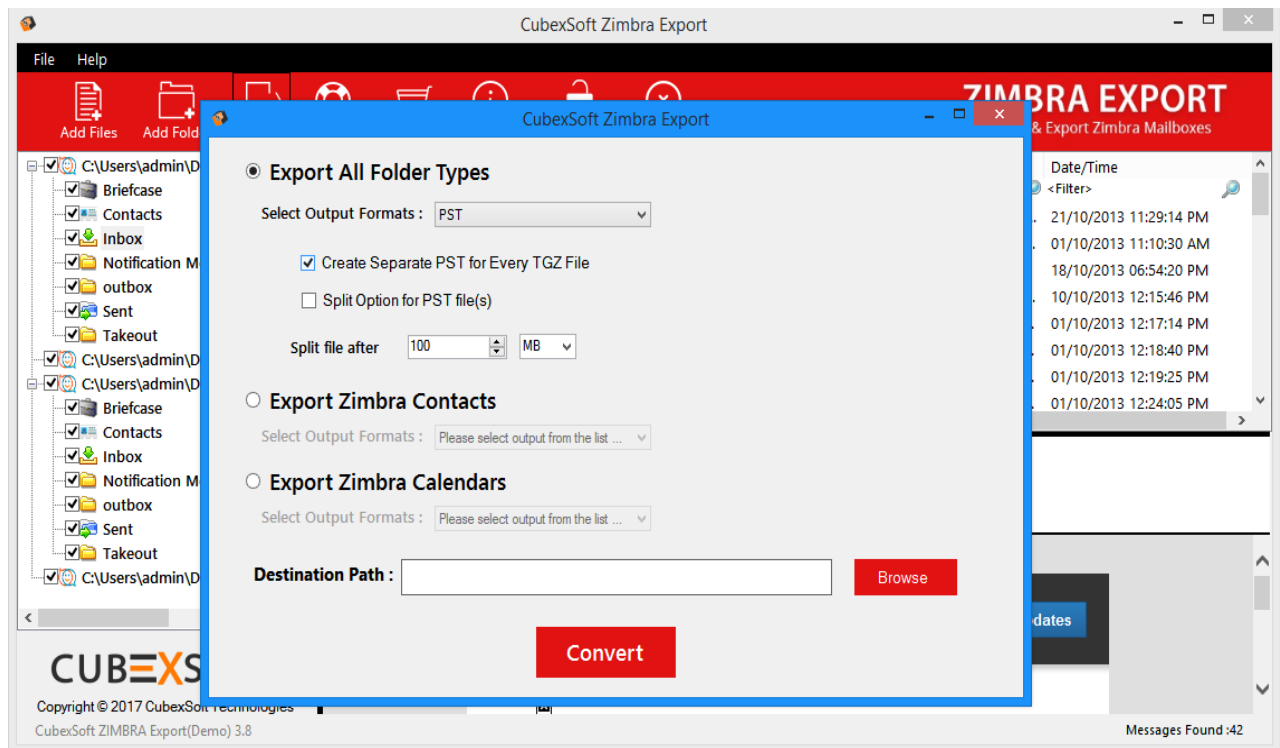 CubexSoft Zimbra Export
File Help
Add Files Add Fold
ZIMBRA EXPORT
& Export Zimbra Mailboxes
CubexSoft Zimbra Export
C:\Users\admin\D
Briefcase
Contacts
Inbox
Notification M
outbox
Sent
Takeout
C:\Users\admin\D
C:\Users\admin\D
Briefcase
Contacts
Inbox
Notification M
outbox
Sent
Takeout
C:\Users\admin\D
Export All Folder Types
Select Output Formats : PST
Create Separate PST for Every TGZ File
Split Option for PST file(s)
Split file after 100 MB
Export Zimbra Contacts
Select Output Formats : Please select output from the list ...
Export Zimbra Calendars
Select Output Formats : Please select output from the list ...
Destination Path : Browse
Convert
Date/Time
<Filter>
21/10/2013 11:29:14 PM
01/10/2013 11:10:30 AM
18/10/2013 06:54:20 PM
10/10/2013 12:15:46 PM
01/10/2013 12:17:14 PM
01/10/2013 12:18:40 PM
01/10/2013 12:19:25 PM
01/10/2013 12:24:05 PM
dates
CUBEXS
Copyright © 2017 CubexSoft Technologies
CubexSoft ZIMBRA Export(Demo) 3.8
Messages Found :42